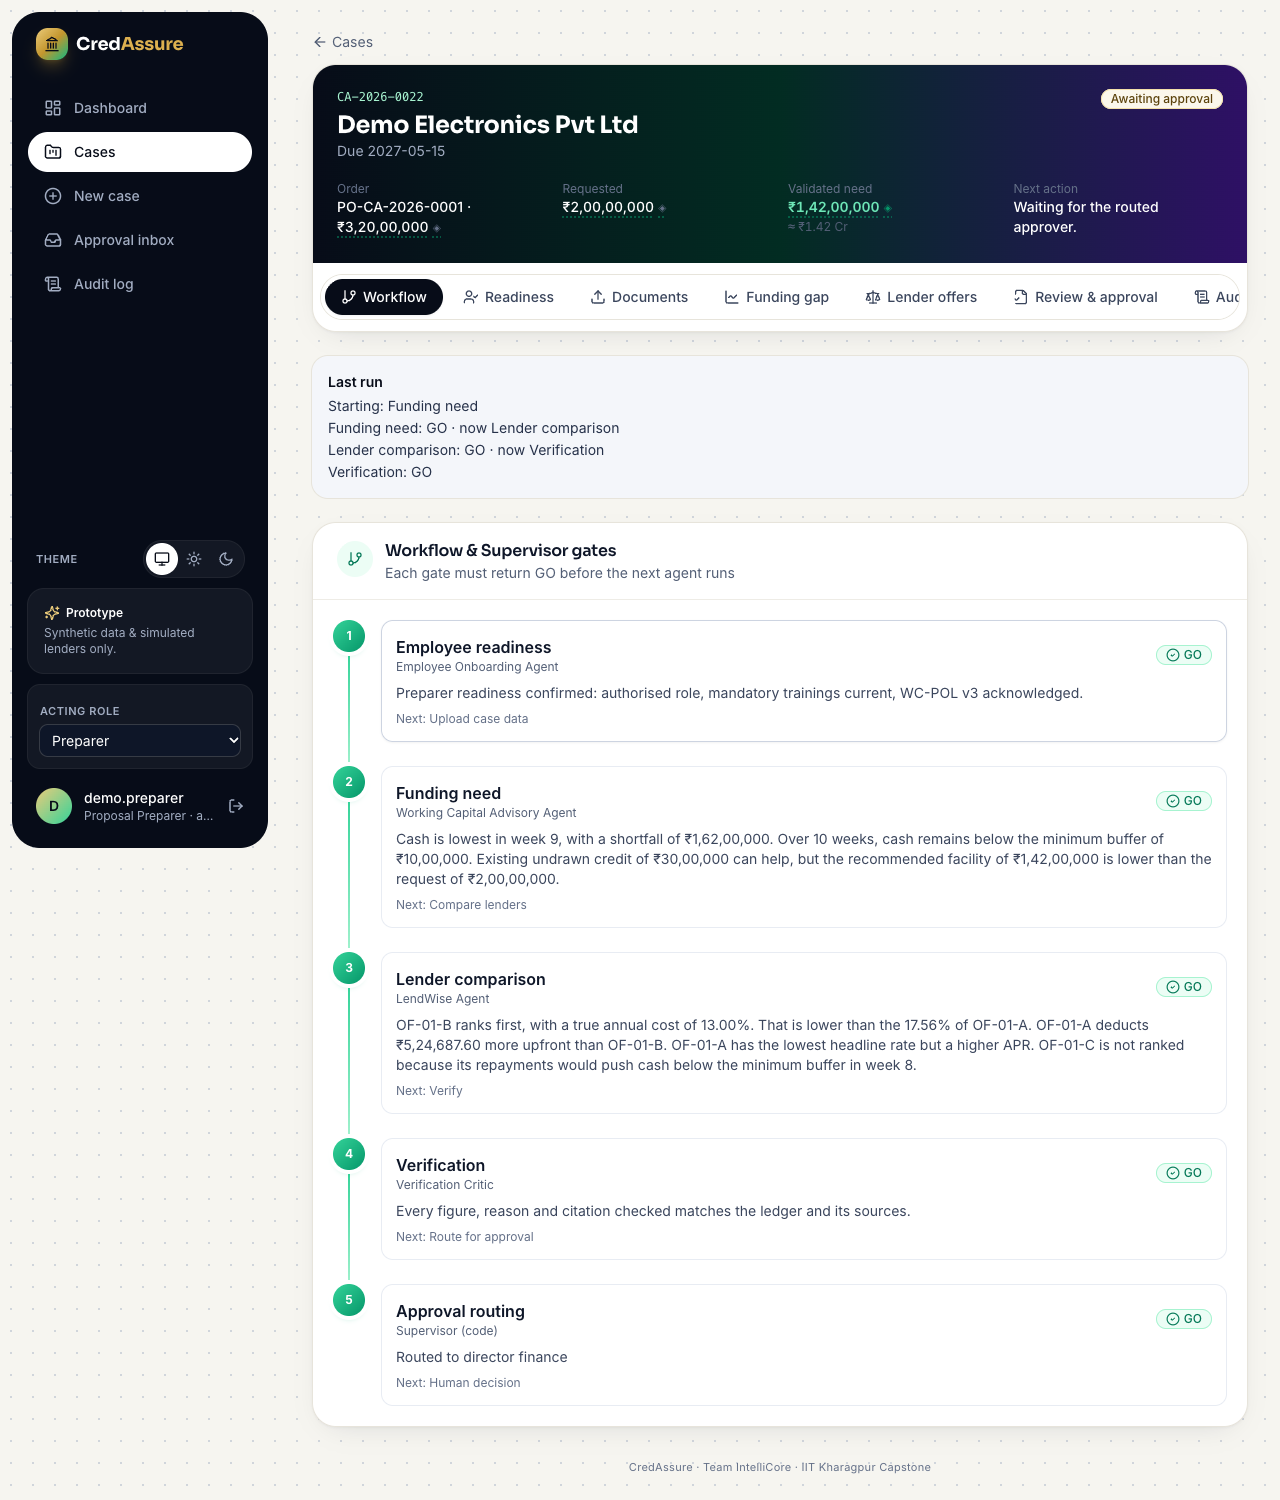 CredAssure
Dashboard
Cases
New case
Approval inbox
Audit log
THEME
Prototype
Synthetic data & simulated
lenders only.
ACTING ROLE
Preparer
D
demo.preparer
Proposal Preparer · a...
← Cases
CA-2026-0022
Awaiting approval
Demo Electronics Pvt Ltd
Due 2027-05-15
Order
PO-CA-2026-0001 ·
₹3,20,00,000
Requested
₹2,00,00,000
Validated need
₹1,42,00,000
≈ ₹1.42 Cr
Next action
Waiting for the routed
approver.
Workflow
Readiness
Documents
Funding gap
Lender offers
Review & approval
Auc
Last run
Starting: Funding need
Funding need: GO · now Lender comparison
Lender comparison: GO · now Verification
Verification: GO
Workflow & Supervisor gates
Each gate must return GO before the next agent runs
1
Employee readiness
GO
Employee Onboarding Agent
Preparer readiness confirmed: authorised role, mandatory trainings current, WC-POL v3 acknowledged.
Next: Upload case data
2
Funding need
GO
Working Capital Advisory Agent
Cash is lowest in week 9, with a shortfall of ₹1,62,00,000. Over 10 weeks, cash remains below the minimum buffer of
₹10,00,000. Existing undrawn credit of ₹30,00,000 can help, but the recommended facility of ₹1,42,00,000 is lower than the
request of ₹2,00,00,000.
Next: Compare lenders
3
Lender comparison
GO
LendWise Agent
OF-01-B ranks first, with a true annual cost of 13.00%. That is lower than the 17.56% of OF-01-A. OF-01-A deducts
₹5,24,687.60 more upfront than OF-01-B. OF-01-A has the lowest headline rate but a higher APR. OF-01-C is not ranked
because its repayments would push cash below the minimum buffer in week 8.
Next: Verify
4
Verification
GO
Verification Critic
Every figure, reason and citation checked matches the ledger and its sources.
Next: Route for approval
5
Approval routing
GO
Supervisor (code)
Routed to director finance
Next: Human decision
CredAssure · Team IntelliCore · IIT Kharagpur Capstone